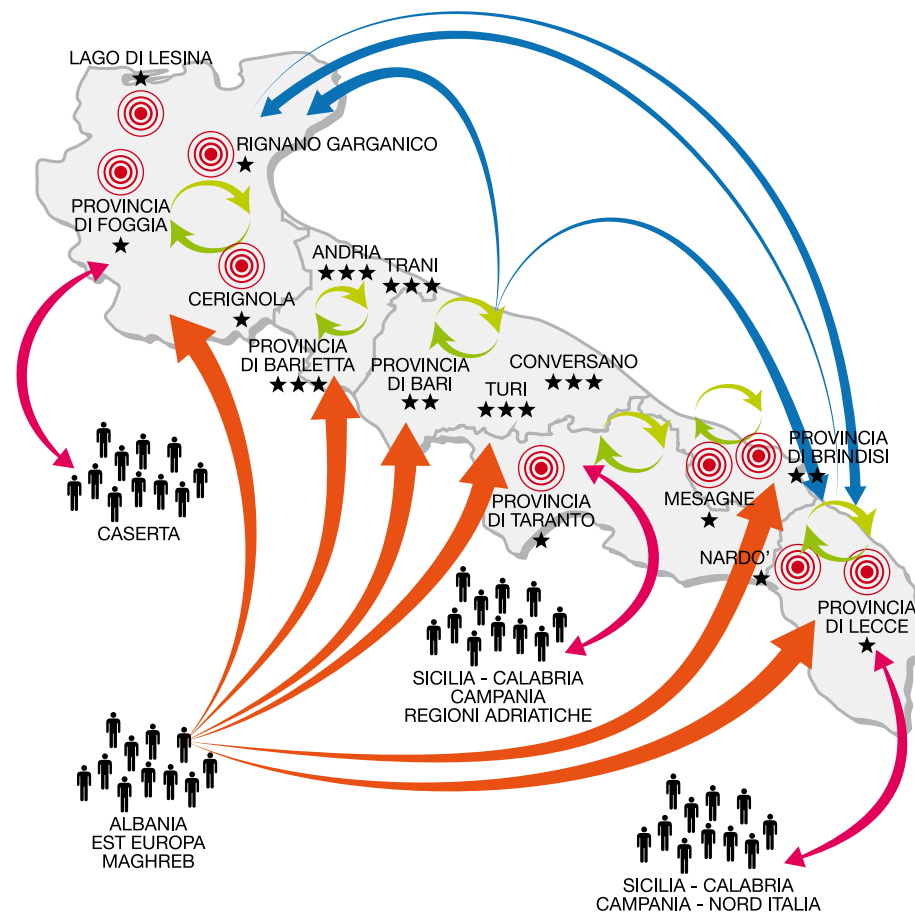 LAGO DI LESINA
RIGNANO GARGANICO
PROVINCIA
DI FOGGIA
ANDRIA
TRANI
CERIGNOLA
PROVINCIA
DI BARLETTA
PROVINCIA
DI BARI
CONVERSANO
TURI
PROVINCIA
DI BRINDISI
MESAGNE
PROVINCIA
DI TARANTO
CASERTA
NARDO'
PROVINCIA
DI LECCE
SICILIA - CALABRIA
CAMPANIA
REGIONI ADRIATICHE
ALBANIA
EST EUROPA
MAGHREB
SICILIA - CALABRIA
CAMPANIA - NORD ITALIA